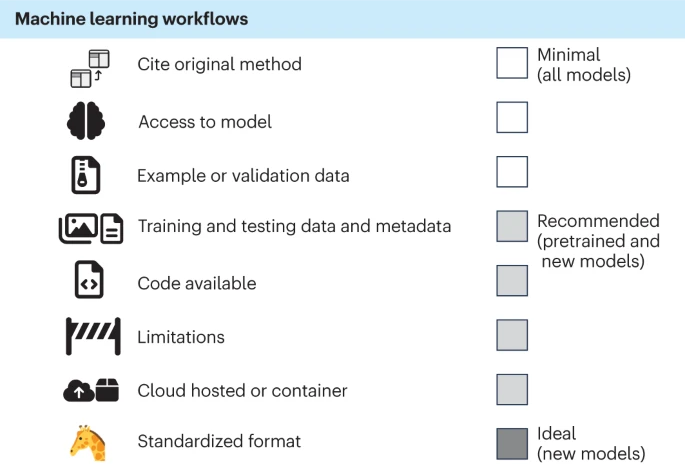 Machine learning workflows
Cite original method
Minimal
(all models)
Access to model
Example or validation data
Training and testing data and metadata
Recommended
(pretrained and
new models)
Code available
Limitations
Cloud hosted or container
Standardized format
Ideal
(new models)